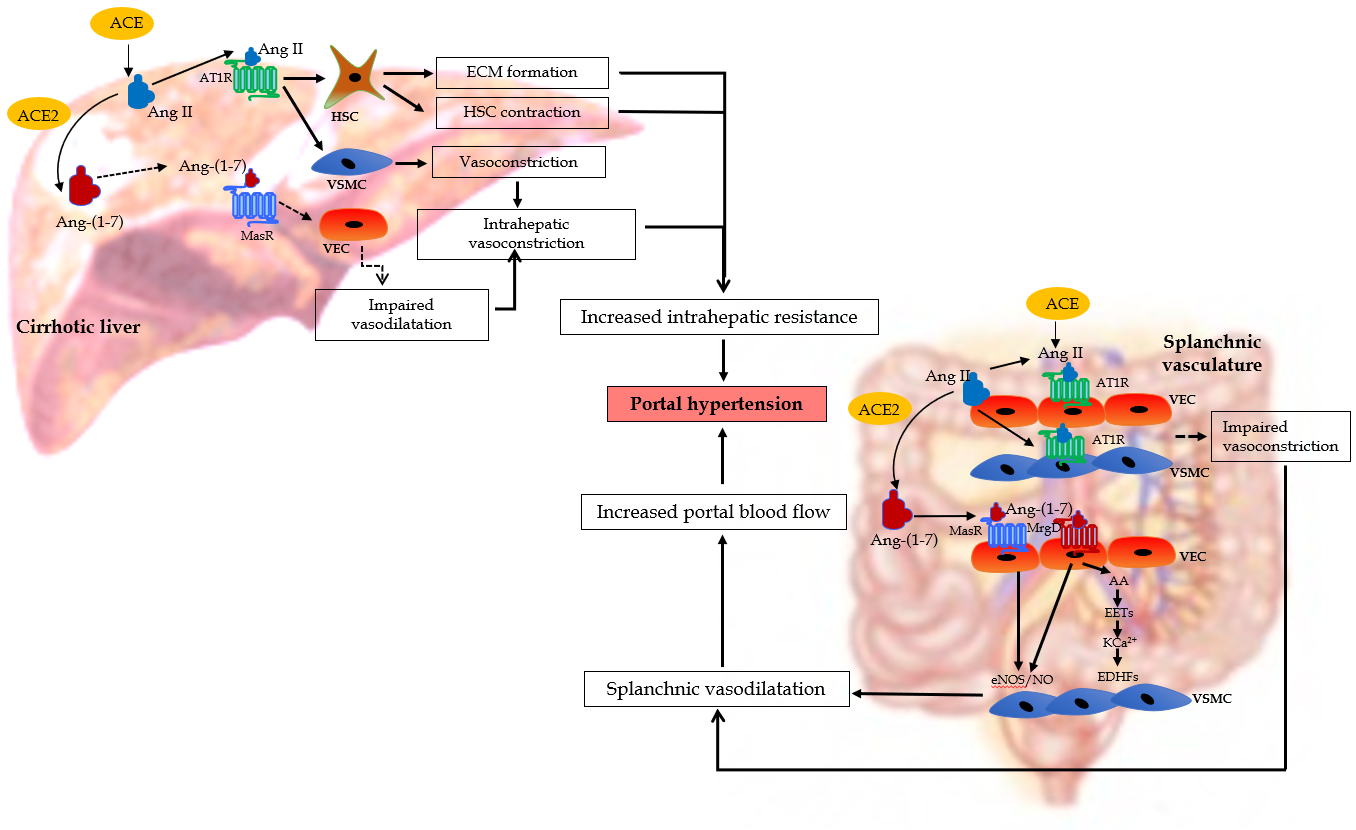 ACE
Ang II
AT1R
ECM formation
ACE2
Ang II
HSC
HSC contraction
Ang-(1-7)
VSMC
Vasoconstriction
Ang-(1-7)
MasR
VEC
Intrahepatic
vasoconstriction
Impaired
vasodilatation
Cirrhotic liver
Increased intrahepatic resistance
Portal hypertension
Increased portal blood flow
Splanchnic vasodilatation
ACE
Splanchnic
vasculature
Ang II
Ang II
AT1R
VEC
ACE2
AT1R
VSMC
Impaired
vasoconstriction
Ang-(1-7)
MasR
Ang-(1-7)
MrgD
VEC
AA
EETs
KCa²⁺
eNOS/NO
EDHFs
VSMC